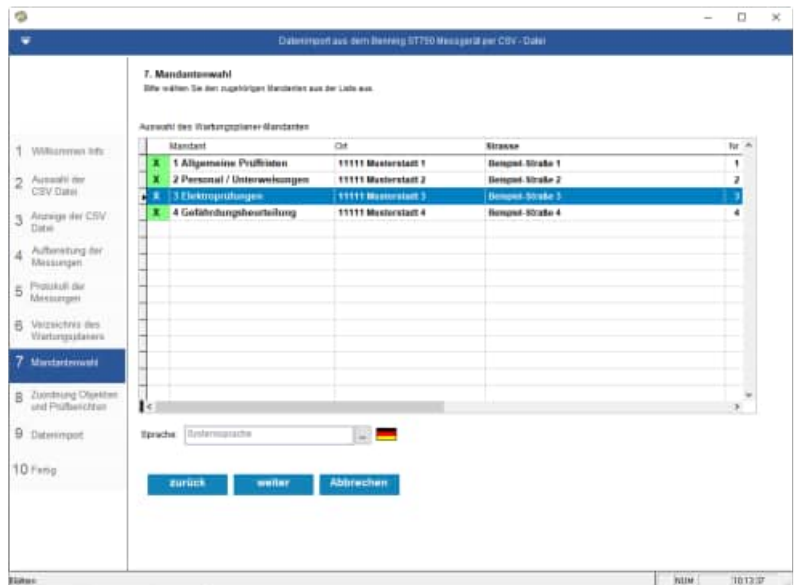 Datenimport aus dem Benning ST750 Messgerät per CSV - Datei
7. Mandantenwahl
Bitte wählen Sie den zugehörigen Mandanten aus der Liste aus.
Auswahl des Wartungsplaner-Mandanten
Mandant Ort Strasse Nr
X 1 Allgemeine Prüffristen 11111 Musterstadt 1 Beispiel-Straße 1 1
X 2 Personal / Unterweisungen 11111 Musterstadt 2 Beispiel-Straße 2 2
X 3 Elektroprüfungen 11111 Musterstadt 3 Beispiel-Straße 3 3
X 4 Gefährdungsbeurteilung 11111 Musterstadt 4 Beispiel-Straße 4 4
1 Willkommen Info
2 Auswahl der
CSV Datei
3 Anzeige der CSV
Datei
4 Aufbereitung der
Messungen
5 Protokoll der
Messungen
6 Verzeichnis des
Wartungsplaners
7 Mandantenwahl
8 Zuordnung Objekten
und Prüfberichten
9 Datenimport
10 Fertig
Sprache: Systemsprache ...
zurück weiter Abbrechen
Blättern NUM 10:13:37